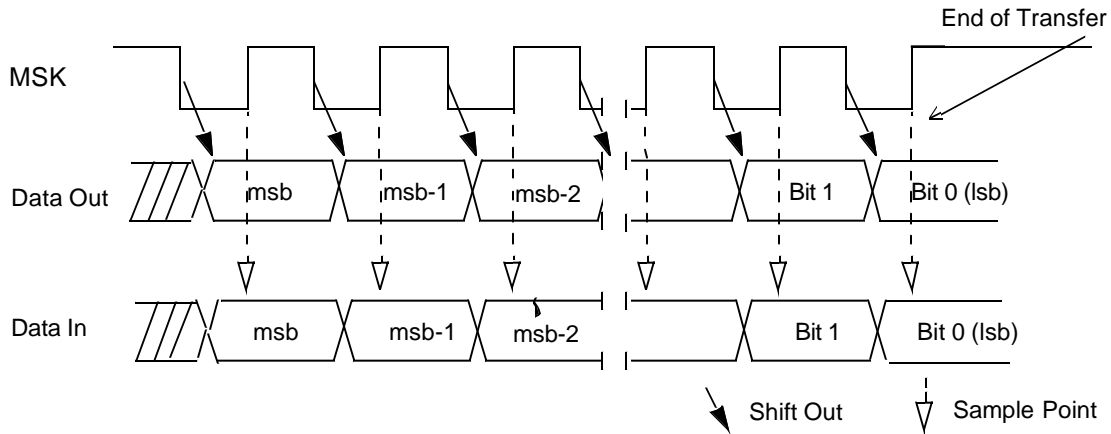 End of Transfer
MSK
Data Out
msb
msb-1
msb-2
Bit 1
Bit 0 (lsb)
Data In
msb
msb-1
msb-2
Bit 1
Bit 0 (lsb)
Shift Out
Sample Point